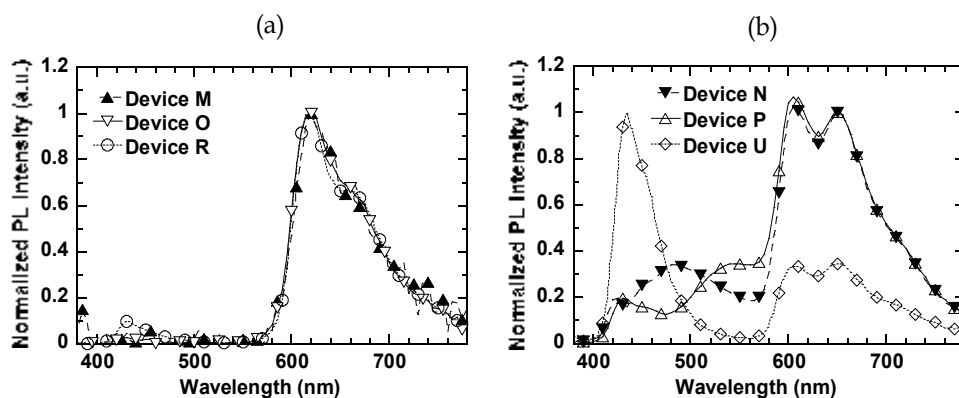 (a)
Normalized PL Intensity (a.u.)
1.2
1
0.8
0.6
0.4
0.2
0
Device M
Device O
Device R
400 500 600 700
Wavelength (nm)
(b)
Normalized PL Intensity (a.u.)
1.2
1
0.8
0.6
0.4
0.2
0
Device N
Device P
Device U
400 500 600 700
Wavelength (nm)